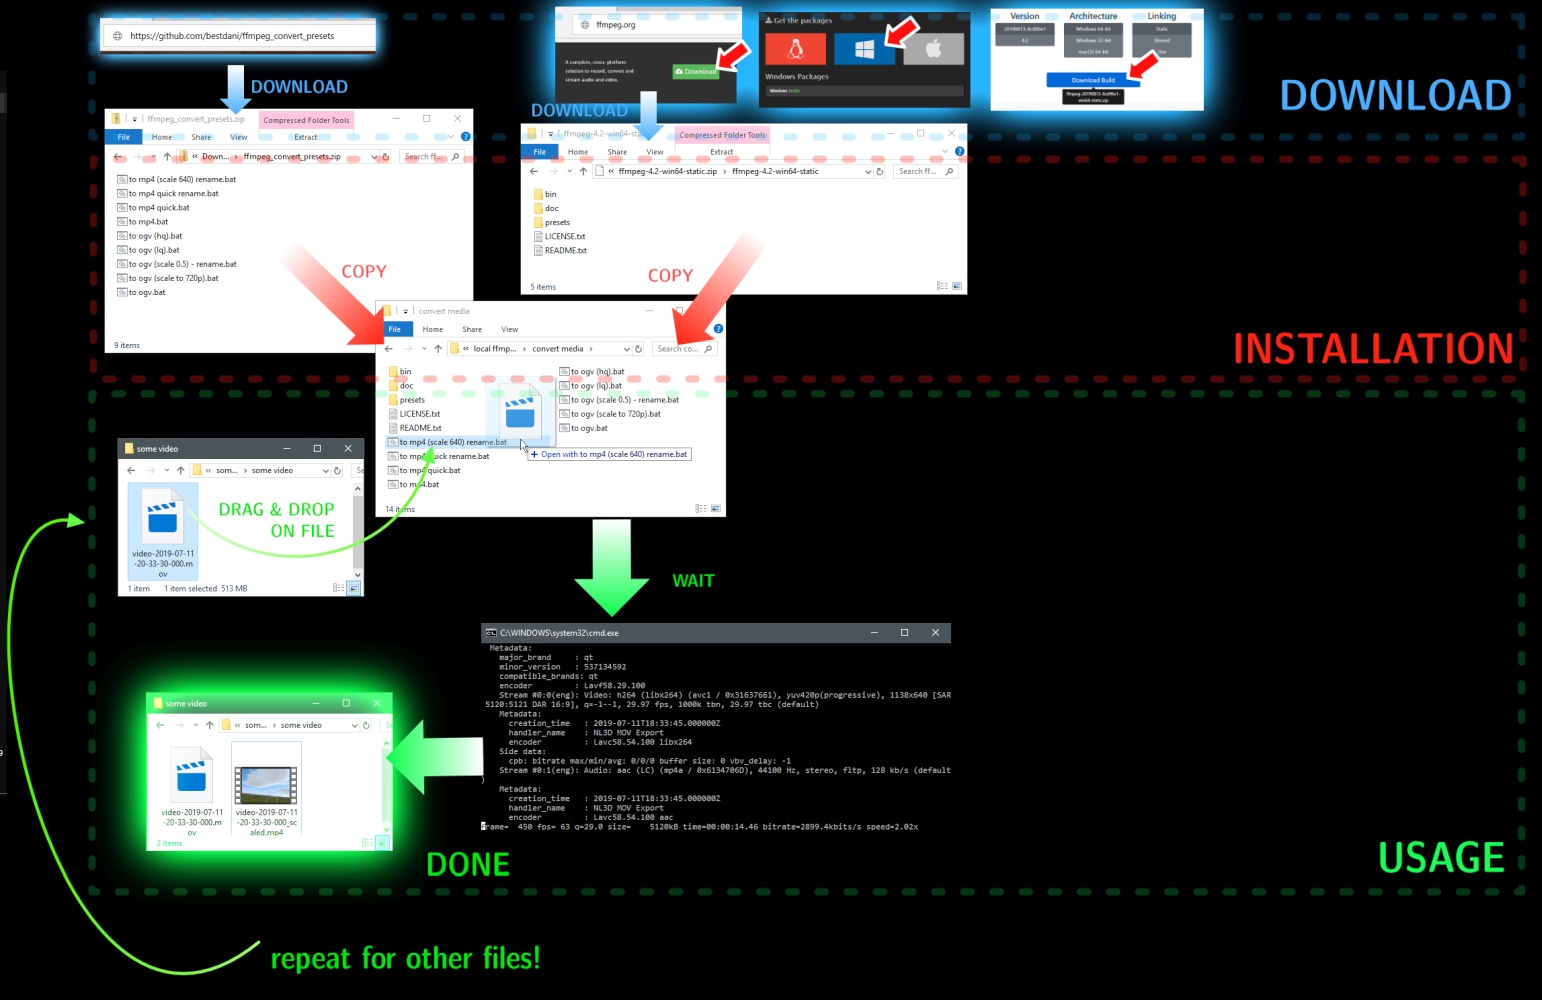 https://github.com/bestdani/ffmpeg_convert_presets
DOWNLOAD
ffmpeg.org
A complete, cross-platform
solution to record, convert and
stream audio and video.
Download
Get the packages
Windows Packages
Windows Builds
Version
Architecture
Linking
4.2
Windows 64-bit
Windows 32-bit
macOS 64-bit
Static
Shared
Dev
Download Build
DOWNLOAD
DOWNLOAD
ffmpeg_convert_presets.zip
Compressed Folder Tools
File
Home
Share
View
Extract
Down...
ffmpeg_convert_presets.zip
Search ff...
to mp4 (scale 640) rename.bat
to mp4 quick rename.bat
to mp4 quick.bat
to mp4.bat
to ogv (hq).bat
to ogv (lq).bat
to ogv (scale 0.5) - rename.bat
to ogv (scale to 720p).bat
to ogv.bat
9 items
COPY
ffmpeg-4.2-win64-stat
Compressed Folder Tools
File
Home
Share
View
Extract
ffmpeg-4.2-win64-static.zip
ffmpeg-4.2-win64-static
Search ff...
bin
doc
presets
LICENSE.txt
README.txt
5 items
COPY
INSTALLATION
convert media
File
Home
Share
View
local ffmp...
convert media
Search co...
bin
doc
presets
LICENSE.txt
README.txt
to mp4 (scale 640) rename.bat
to mp4 quick rename.bat
to mp4 quick.bat
to mp4.bat
to ogv (hq).bat
to ogv (lq).bat
to ogv (scale 0.5) - rename.bat
to ogv (scale to 720p).bat
to ogv.bat
+ Open with to mp4 (scale 640) rename.bat
14 items
some video
som...
some video
Se
video-2019-07-11
-20-33-30-000.m
ov
1 item
1 item selected 513 MB
DRAG & DROP
ON FILE
WAIT
C:\WINDOWS\system32\cmd.exe
Metadata:
major_brand : qt
minor_version : 537134592
compatible_brands: qt
encoder : Lavf58.29.100
Stream #0:0(eng): Video: h264 (libx264) (avc1 / 0x31637661), yuv420p(progressive), 1138x640 [SAR
5120:5121 DAR 16:9], q=-1--1, 29.97 fps, 1000k tbn, 29.97 tbc (default)
Metadata:
creation_time : 2019-07-11T18:33:45.000000Z
handler_name : NL3D MOV Export
encoder : Lavc58.54.100 libx264
Side data:
cpb: bitrate max/min/avg: 0/0/0 buffer size: 0 vbv_delay: -1
Stream #0:1(eng): Audio: aac (LC) (mp4a / 0x6134706D), 44100 Hz, stereo, fltp, 128 kb/s (default
)
Metadata:
creation_time : 2019-07-11T18:33:45.000000Z
handler_name : NL3D MOV Export
encoder : Lavc58.54.100 aac
frame= 450 fps= 63 q=29.0 size= 5120kB time=00:00:14.46 bitrate=2899.4kbits/s speed=2.02x
some video
som...
some video
video-2019-07-11
-20-33-30-000.m
ov
video-2019-07-11
-20-33-30-000_sc
aled.mp4
2 items
DONE
USAGE
repeat for other files!